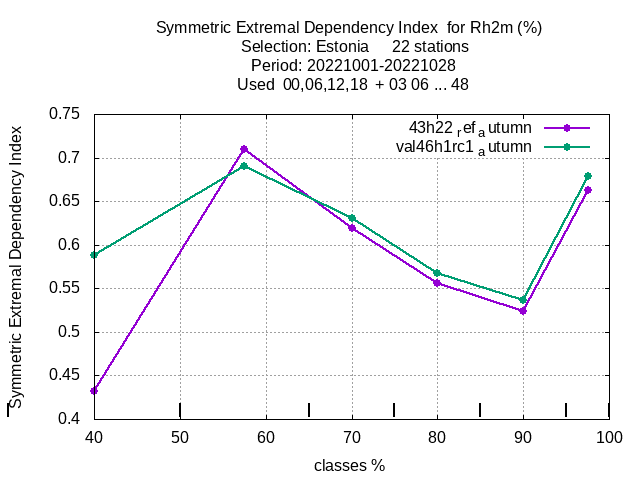 Symmetric Extremal Dependency Index  for Rh2m (%)
Selection: Estonia     22 stations
Period: 20221001-20221028
Used  00,06,12,18  + 03 06 ... 48
43h22 ref a utumn
val46h1rc1 a utumn
Symmetric Extremal Dependency Index
0.75
0.7
0.65
0.6
0.55
0.5
0.45
0.4
40 50 60 70 80 90 100
classes %